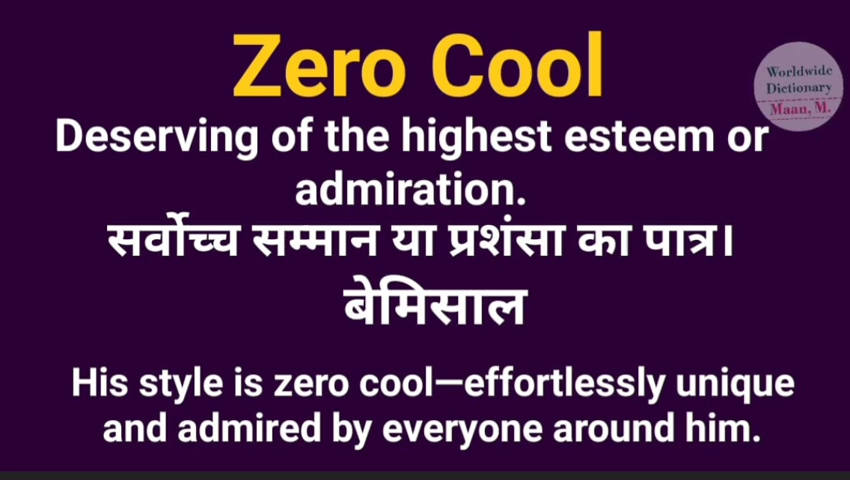 Zero Cool
Worldwide
Dictionary
Maan, M.
Deserving of the highest esteem or
admiration.
सर्वोच्च सम्मान या प्रशंसा का पात्र।
बेमिसाल
His style is zero cool—effortlessly unique
and admired by everyone around him.